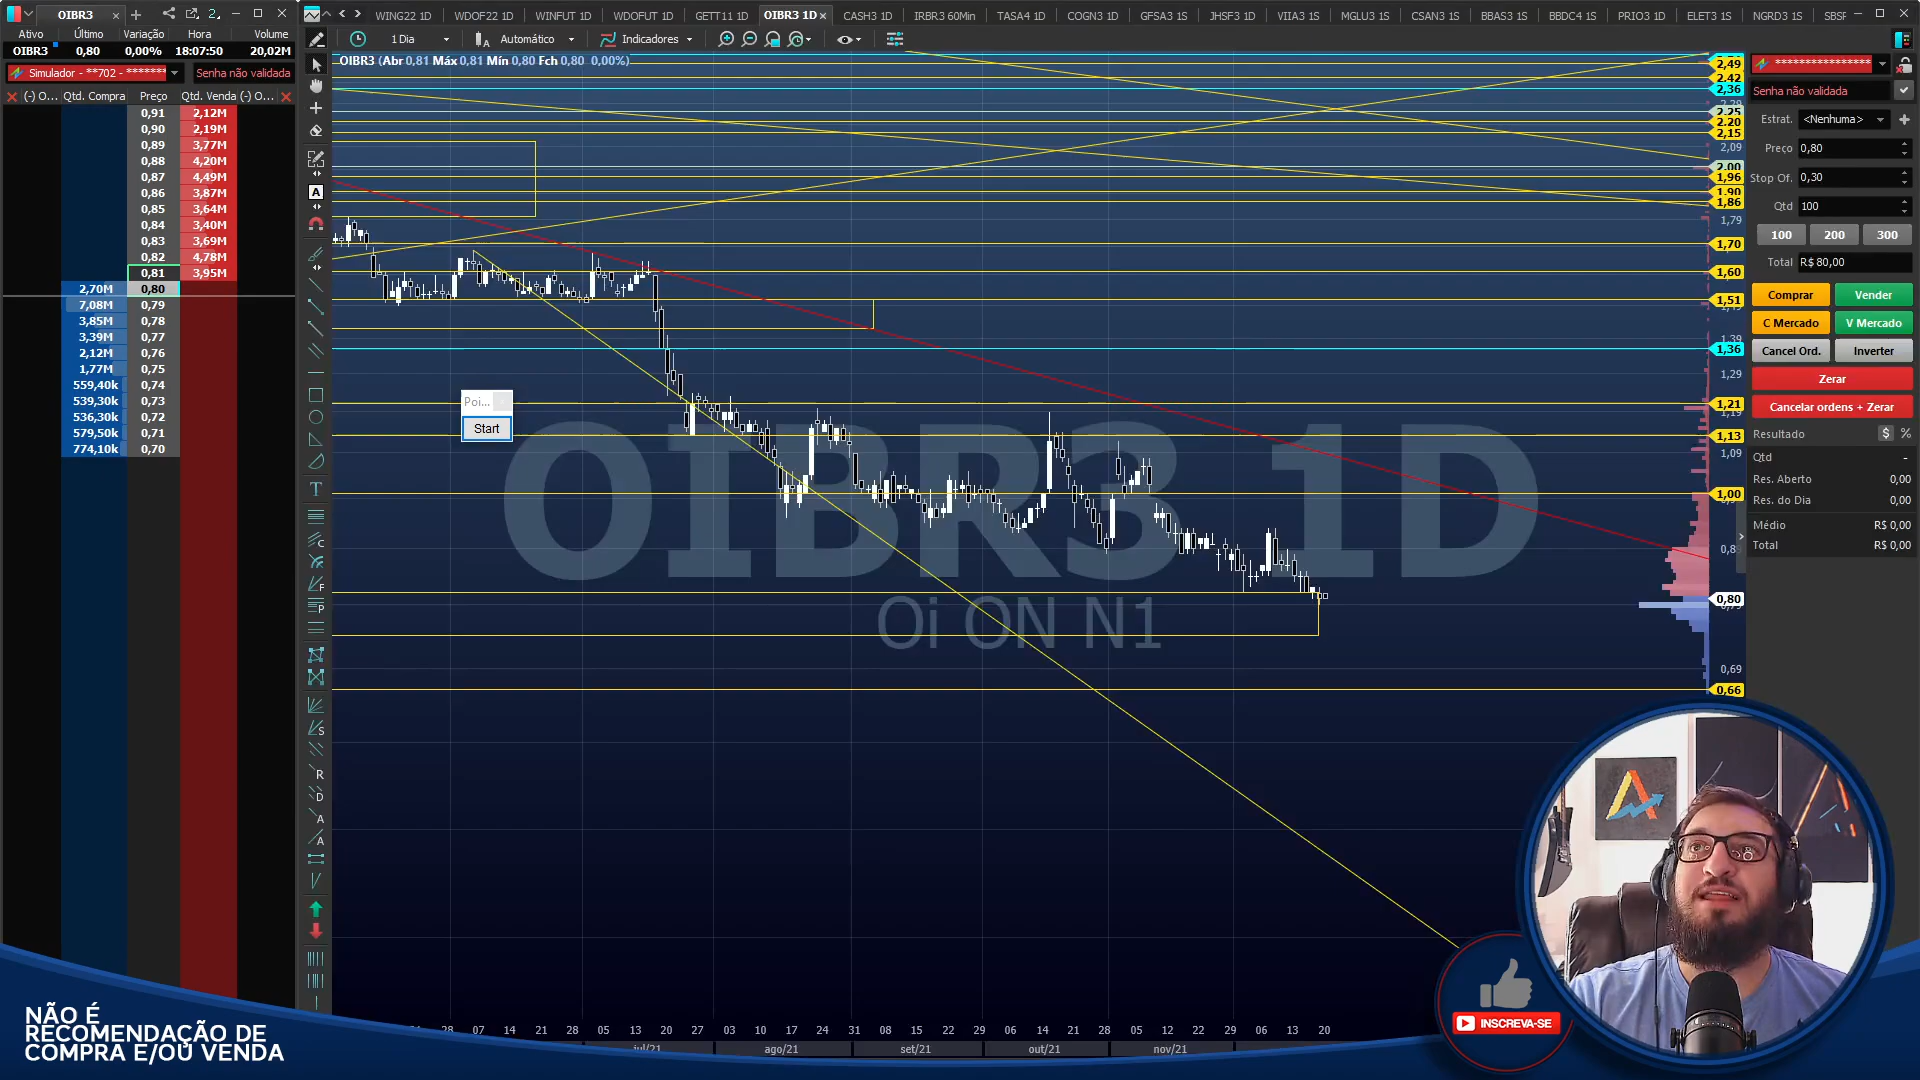 OIBR3
Ativo Último Variação Hora Volume
OIBR3 0,80 0,00% 18:07:50 20,02M
Simulador - **702 - ******* Senha não validada
(-) O... Qtd. Compra Preço Qtd. Venda (-) O...
0,91 2,12M
0,90 2,19M
0,89 3,77M
0,88 4,20M
0,87 4,49M
0,86 3,87M
0,85 3,64M
0,84 3,40M
0,83 3,69M
0,82 4,78M
0,81 3,95M
2,70M 0,80
7,08M 0,79
3,85M 0,78
3,39M 0,77
2,12M 0,76
1,77M 0,75
559,40k 0,74
539,30k 0,73
536,30k 0,72
579,50k 0,71
774,10k 0,70
WING22 1D WDOF22 1D WINFUT 1D WDOFUT 1D GETT11 1D OIBR3 1D CASH3 1D IRBR3 60Min TASA4 1D COGN3 1D GFSA3 1S JHSF3 1D VIIA3 1S MGLU3 1S CSAN3 1S BBAS3 1S BBDC4 1S PRIO3 1D ELET3 1S NGRD3 1S SBSF
1 Dia Automático Indicadores
OIBR3 (Abr 0,81 Máx 0,81 Mín 0,80 Fch 0,80 0,00%)
Poi...
Start
OIBR3 1D
Oi ON N1
2,49
2,42
2,36
2,25
2,20
2,15
2,09
2,00
1,96
1,90
1,86
1,79
1,70
1,60
1,51
1,39
1,36
1,29
1,21
1,19
1,13
1,09
1,00
0,80
0,69
0,66
28 07 14 21 28 05 13 20 27 03 10 17 24 31 08 15 22 29 06 14 21 28 05 12 22 29 06 13 20
jul/21 ago/21 set/21 out/21 nov/21
****************
Senha não validada
Estrat. <Nenhuma>
Preço 0,80
Stop Of. 0,30
Qtd 100
100 200 300
Total R$ 80,00
Comprar Vender
C Mercado V Mercado
Cancel Ord. Inverter
Zerar
Cancelar ordens + Zerar
Resultado $ %
Qtd -
Res. Aberto 0,00
Res. do Dia 0,00
Médio R$ 0,00
Total R$ 0,00
NÃO É
RECOMENDAÇÃO DE
COMPRA E/OU VENDA
INSCREVA-SE